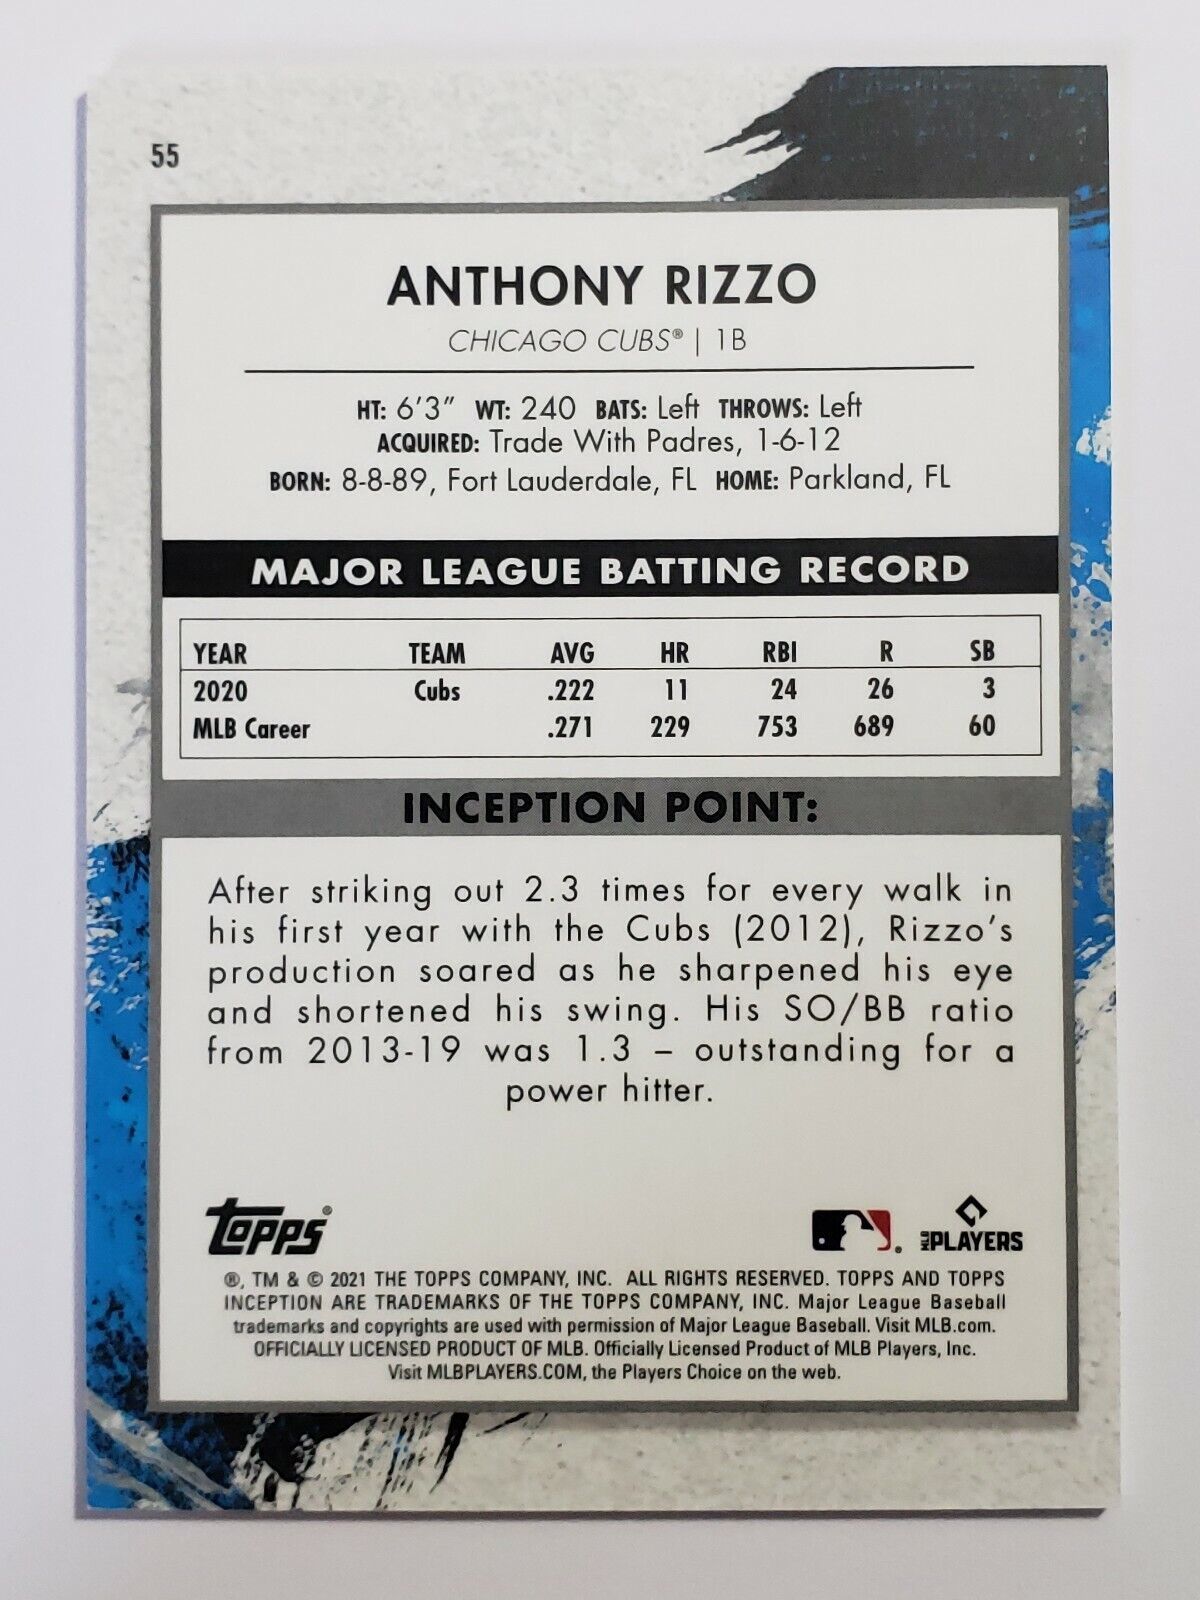 55
ANTHONY RIZZO
CHICAGO CUBS® | 1B
HT: 6'3" WT: 240 BATS: Left THROWS: Left
ACQUIRED: Trade With Padres, 1-6-12
BORN: 8-8-89, Fort Lauderdale, FL HOME: Parkland, FL
MAJOR LEAGUE BATTING RECORD
YEAR TEAM AVG HR RBI R SB
2020 Cubs .222 11 24 26 3
MLB Career .271 229 753 689 60
INCEPTION POINT:
After striking out 2.3 times for every walk in
his first year with the Cubs (2012), Rizzo's
production soared as he sharpened his eye
and shortened his swing. His SO/BB ratio
from 2013-19 was 1.3 – outstanding for a
power hitter.
Topps® ® MLB PLAYERS
®, TM & © 2021 THE TOPPS COMPANY, INC. ALL RIGHTS RESERVED. TOPPS AND TOPPS
INCEPTION ARE TRADEMARKS OF THE TOPPS COMPANY, INC. Major League Baseball
trademarks and copyrights are used with permission of Major League Baseball. Visit MLB.com.
OFFICIALLY LICENSED PRODUCT OF MLB. Officially Licensed Product of MLB Players, Inc.
Visit MLBPLAYERS.COM, the Players Choice on the web.